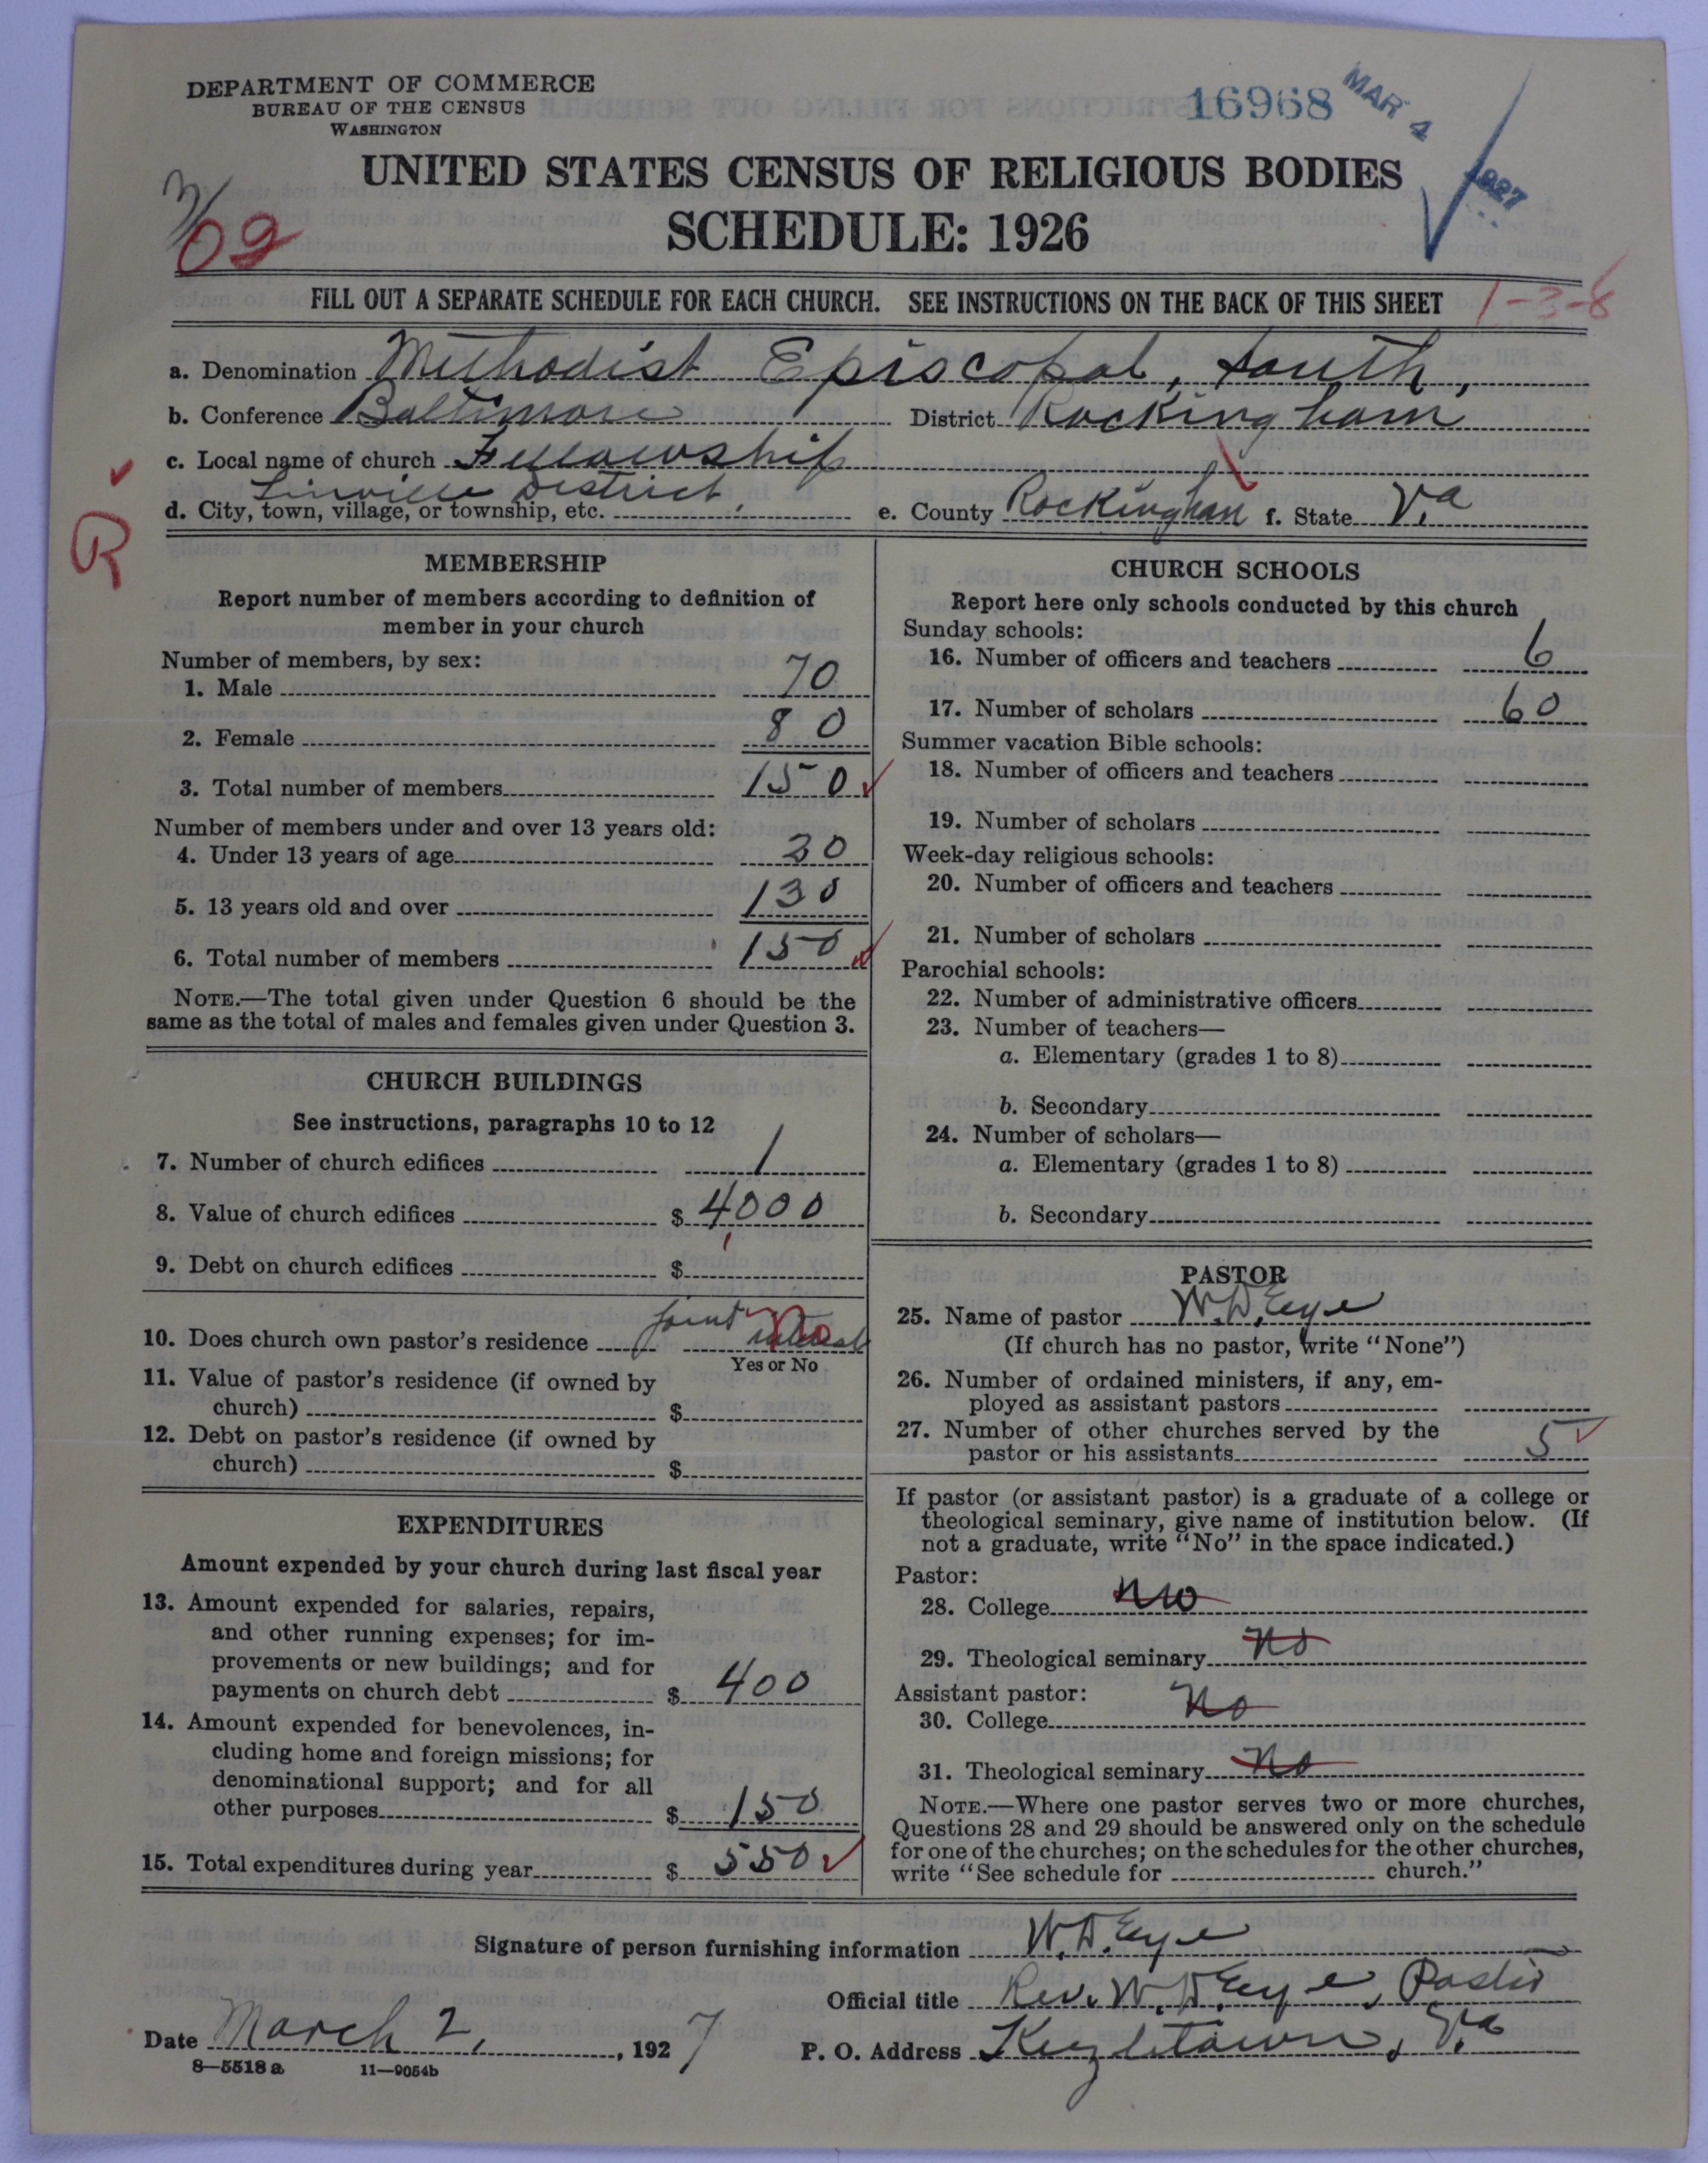 DEPARTMENT OF COMMERCE
BUREAU OF THE CENSUS
WASHINGTON
16968
MAR 4 1927
UNITED STATES CENSUS OF RELIGIOUS BODIES
SCHEDULE: 1926
02
FILL OUT A SEPARATE SCHEDULE FOR EACH CHURCH. SEE INSTRUCTIONS ON THE BACK OF THIS SHEET
1-3-8
a. Denomination Methodist Episcopal, South,
b. Conference Baltimore District Rockingham
c. Local name of church Fellowship
d. City, town, village, or township, etc. Linville District e. County Rockingham f. State Va
R
MEMBERSHIP
Report number of members according to definition of
member in your church
Number of members, by sex:
1. Male 70
2. Female 80
3. Total number of members 150
Number of members under and over 13 years old:
4. Under 13 years of age 20
5. 13 years old and over 130
6. Total number of members 150
NOTE.—The total given under Question 6 should be the
same as the total of males and females given under Question 3.
CHURCH BUILDINGS
See instructions, paragraphs 10 to 12
7. Number of church edifices 1
8. Value of church edifices $ 4000
9. Debt on church edifices $
10. Does church own pastor's residence joint interest No
Yes or No
11. Value of pastor's residence (if owned by
church) $
12. Debt on pastor's residence (if owned by
church) $
EXPENDITURES
Amount expended by your church during last fiscal year
13. Amount expended for salaries, repairs,
and other running expenses; for im-
provements or new buildings; and for
payments on church debt $ 400
14. Amount expended for benevolences, in-
cluding home and foreign missions; for
denominational support; and for all
other purposes $ 150
15. Total expenditures during year $ 550
CHURCH SCHOOLS
Report here only schools conducted by this church
Sunday schools:
16. Number of officers and teachers 6
17. Number of scholars 60
Summer vacation Bible schools:
18. Number of officers and teachers
19. Number of scholars
Week-day religious schools:
20. Number of officers and teachers
21. Number of scholars
Parochial schools:
22. Number of administrative officers
23. Number of teachers—
a. Elementary (grades 1 to 8)
b. Secondary
24. Number of scholars—
a. Elementary (grades 1 to 8)
b. Secondary
PASTOR
25. Name of pastor W. D. Eye
(If church has no pastor, write "None")
26. Number of ordained ministers, if any, em-
ployed as assistant pastors
27. Number of other churches served by the
pastor or his assistants 5
If pastor (or assistant pastor) is a graduate of a college or
theological seminary, give name of institution below. (If
not a graduate, write "No" in the space indicated.)
Pastor:
28. College no
29. Theological seminary no
Assistant pastor:
30. College no
31. Theological seminary no
NOTE.—Where one pastor serves two or more churches,
Questions 28 and 29 should be answered only on the schedule
for one of the churches; on the schedules for the other churches,
write "See schedule for church."
Signature of person furnishing information W. D. Eye
Official title Rev. W. D. Eye, Pastor
Date March 2, 1927 P. O. Address Keezletown, Va
8—5518 a 11—9054b